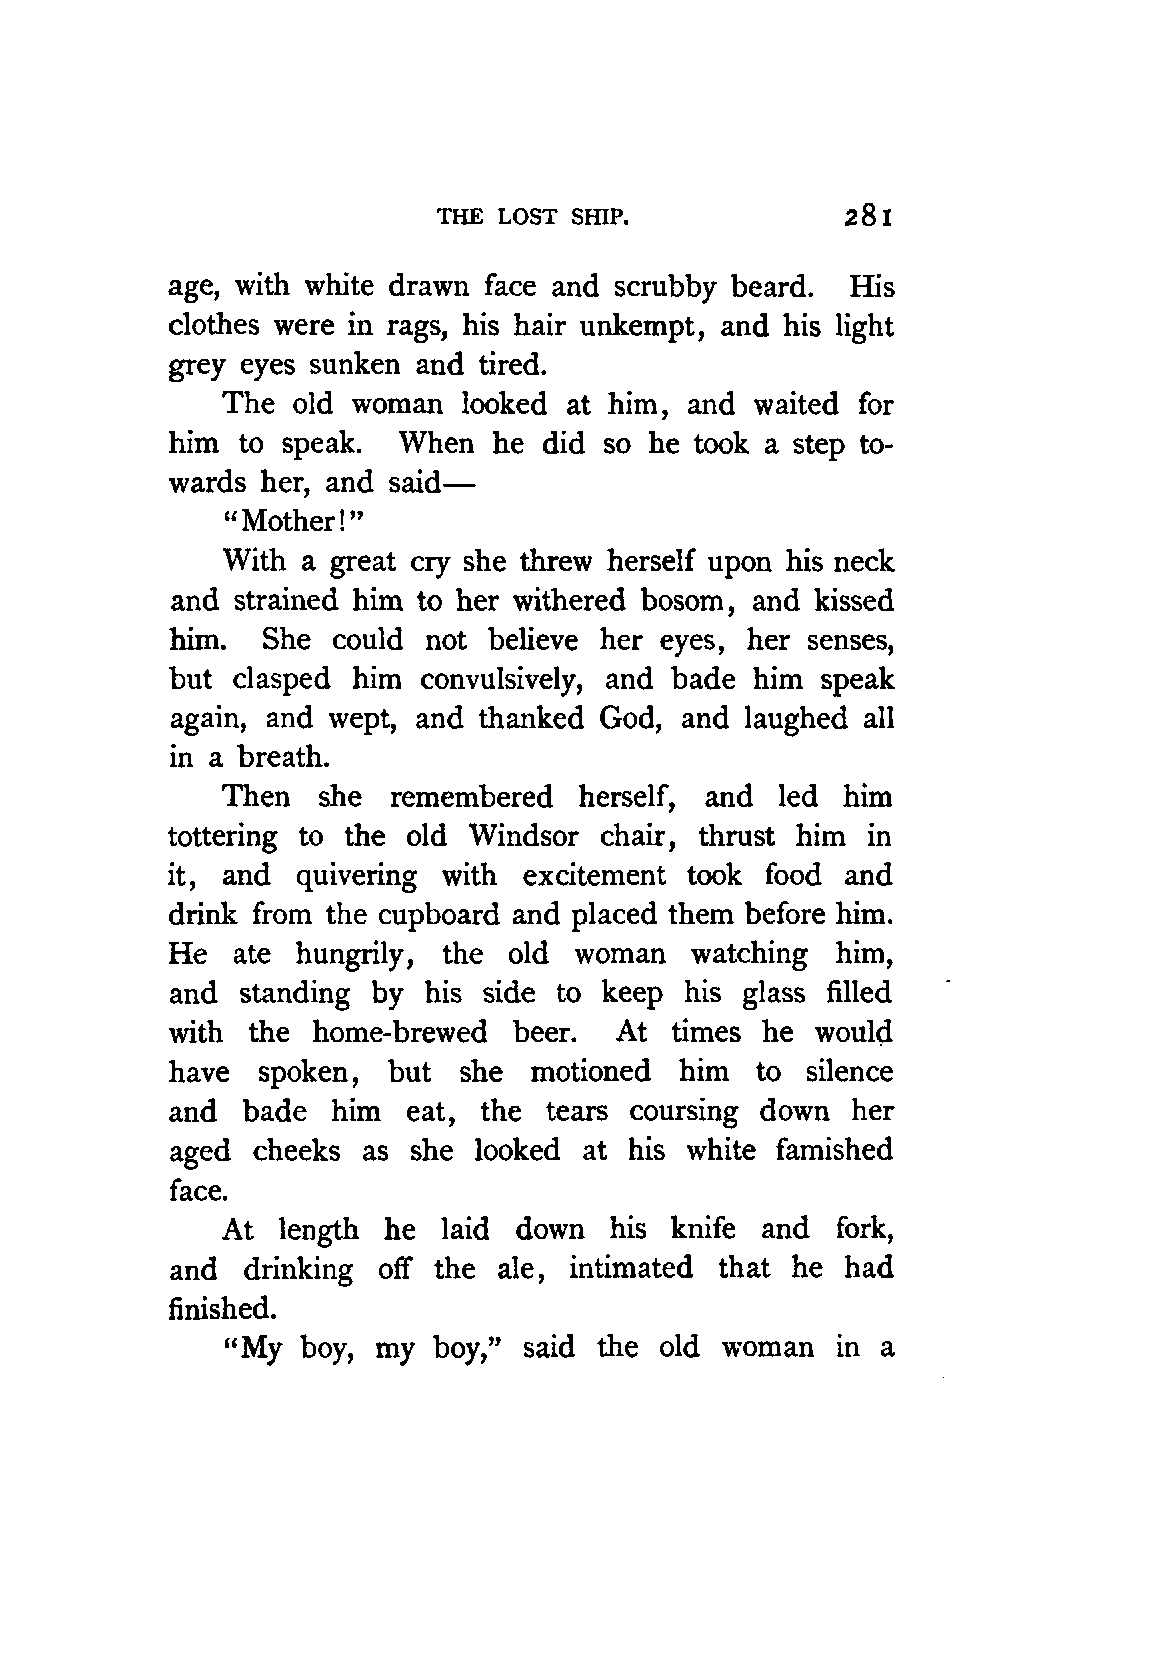 THE LOST SHIP. 281
age, with white drawn face and scrubby beard. His
clothes were in rags, his hair unkempt, and his light
grey eyes sunken and tired.
The old woman looked at him, and waited for
him to speak. When he did so he took a step to-
wards her, and said—
“Mother!”
With a great cry she threw herself upon his neck
and strained him to her withered bosom, and kissed
him. She could not believe her eyes, her senses,
but clasped him convulsively, and bade him speak
again, and wept, and thanked God, and laughed all
in a breath.
Then she remembered herself, and led him
tottering to the old Windsor chair, thrust him in
it, and quivering with excitement took food and
drink from the cupboard and placed them before him.
He ate hungrily, the old woman watching him,
and standing by his side to keep his glass filled
with the home-brewed beer. At times he would
have spoken, but she motioned him to silence
and bade him eat, the tears coursing down her
aged cheeks as she looked at his white famished
face.
At length he laid down his knife and fork,
and drinking off the ale, intimated that he had
finished.
“My boy, my boy,” said the old woman in a